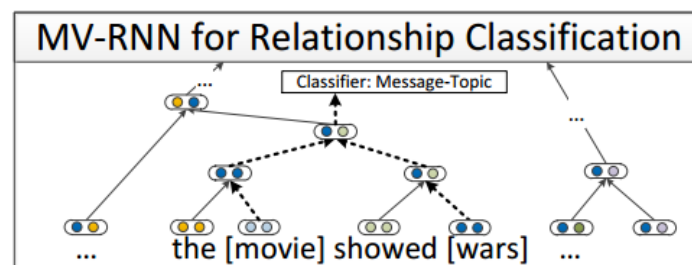 MV-RNN for Relationship Classification
...
Classifier: Message-Topic
...
... the [movie] showed [wars] ...